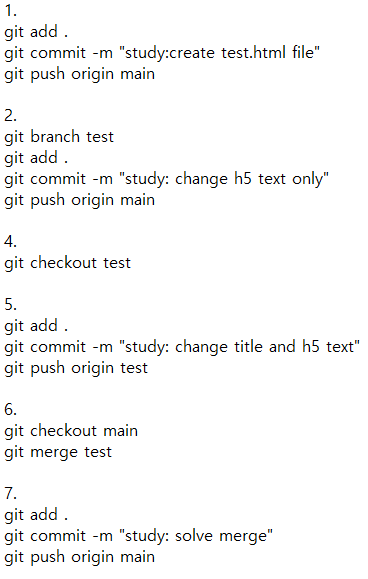 1.
git add .
git commit -m "study:create test.html file"
git push origin main

2.
git branch test
git add .
git commit -m "study: change h5 text only"
git push origin main

4.
git checkout test

5.
git add .
git commit -m "study: change title and h5 text"
git push origin test

6.
git checkout main
git merge test

7.
git add .
git commit -m "study: solve merge"
git push origin main